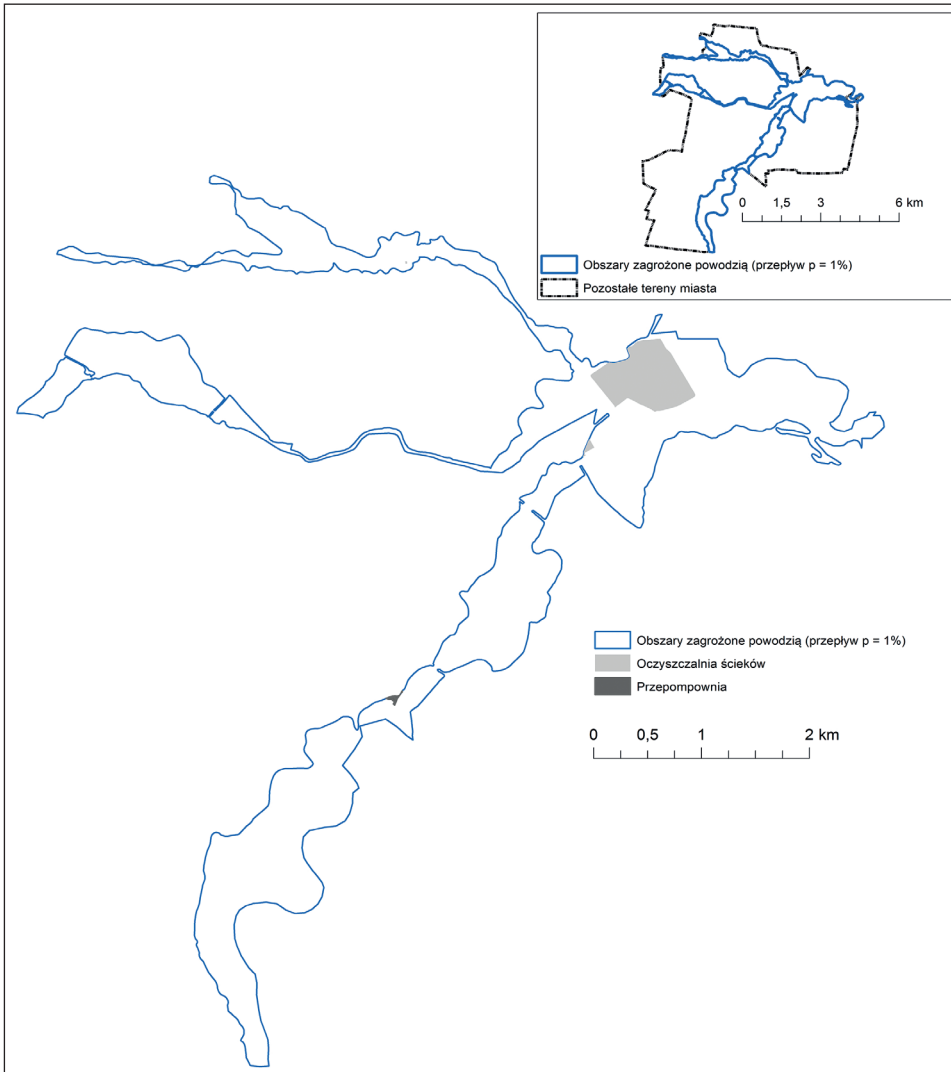 0 1,5 3 6 km
Obszary zagrożone powodzią (przepływ p = 1%)
Pozostałe tereny miasta
Obszary zagrożone powodzią (przepływ p = 1%)
Oczyszczalnia ścieków
Przepompownia
0 0,5 1 2 km